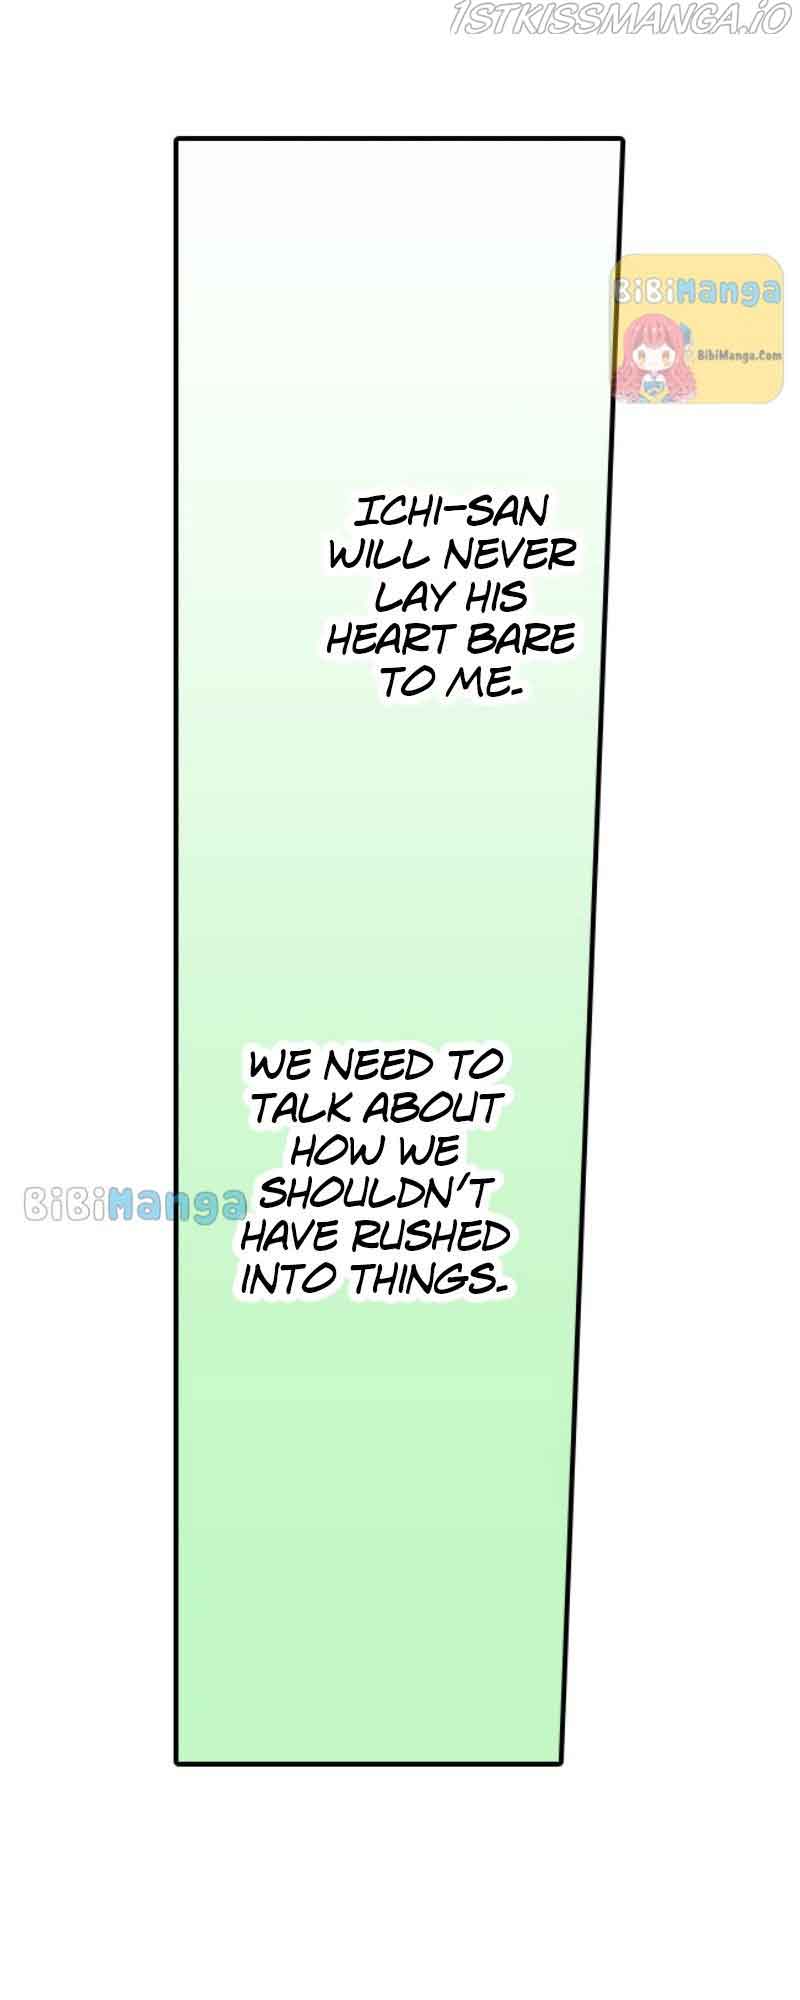 1STKISSMANGA.iO
BiBiManga
BibiManga.Com
ICHI-SAN
WILL NEVER
LAY HIS
HEART BARE
TO ME.
WE NEED TO
TALK ABOUT
HOW WE
SHOULDN'T
HAVE RUSHED
INTO THINGS.
BiBiManga